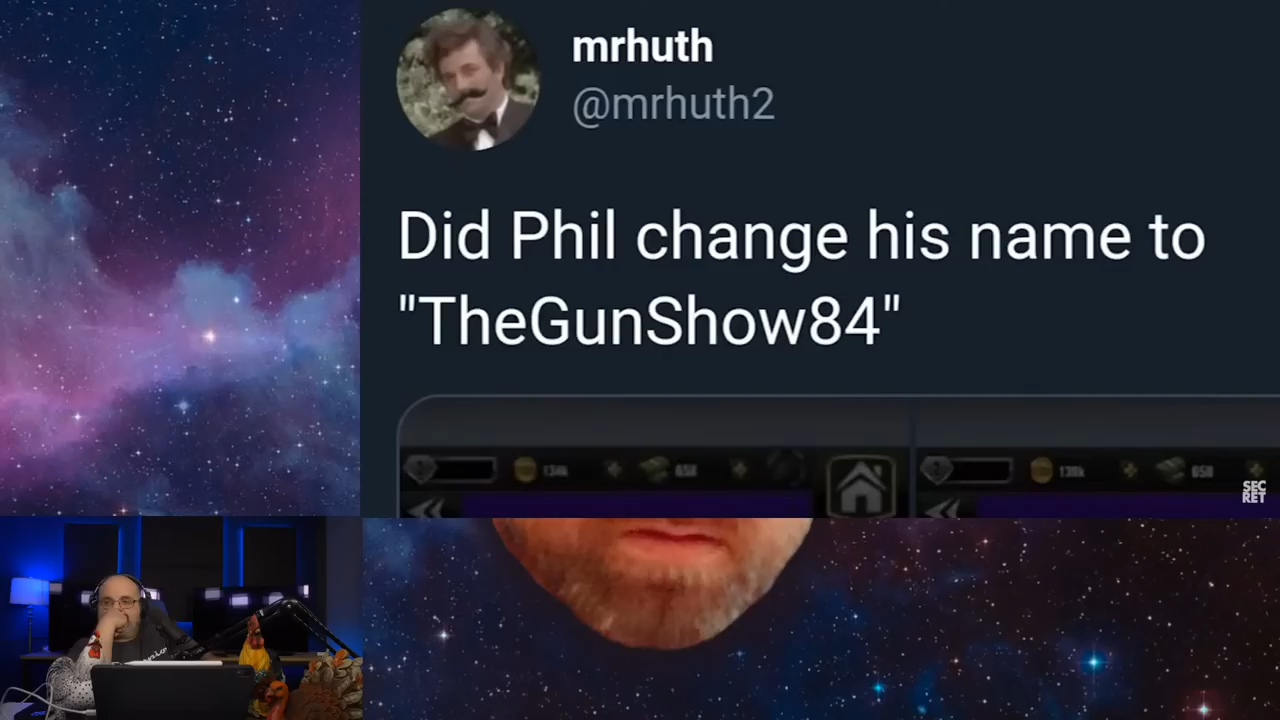 mrhuth
@mrhuth2
Did Phil change his name to
"TheGunShow84"
SEC
RET